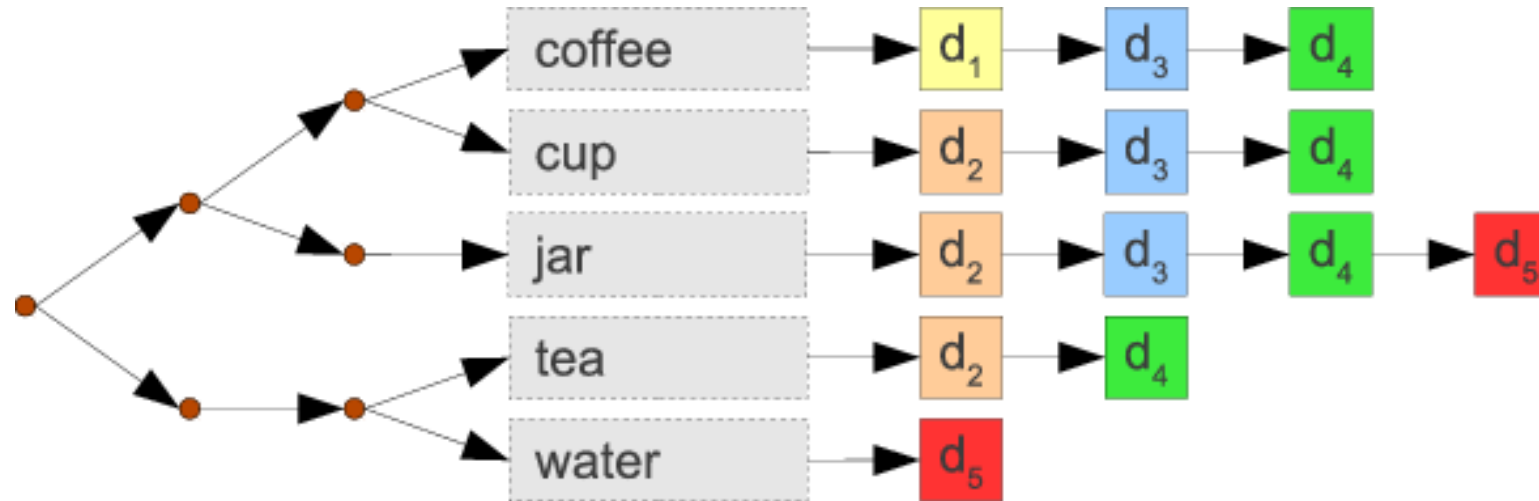 coffee d₁ d₃ d₄
cup d₂ d₃ d₄
jar d₂ d₃ d₄ d₅
tea d₂ d₄
water d₅